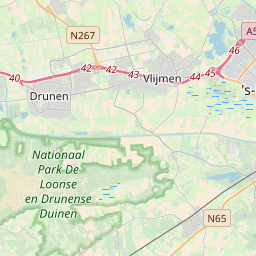 N267
A5
46
42
42
43
44
45
40
Vlijmen
Drunen
's-
Nationaal
Park De
Loonse
en Drunense
Duinen
N65